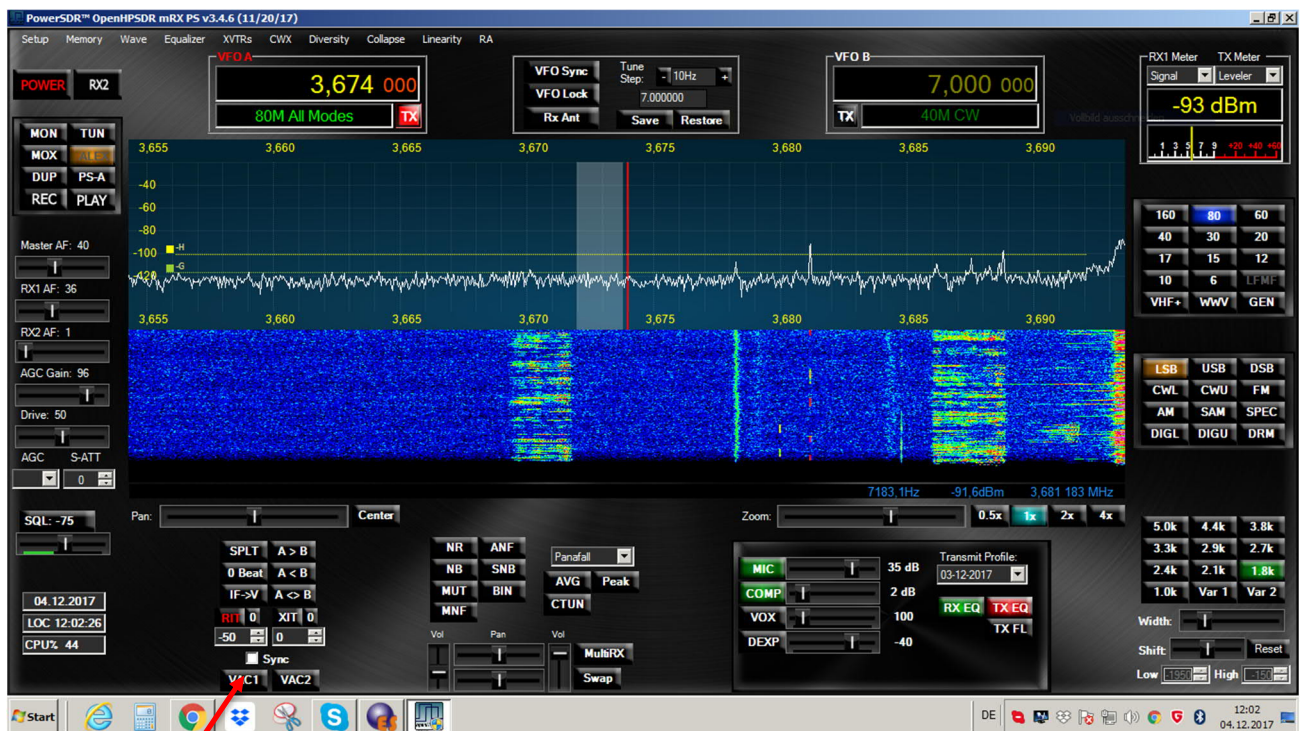 PowerSDR™ OpenHPSDR mRX PS v3.4.6 (11/20/17)
Setup Memory Wave Equalizer XVTRs CWX Diversity Collapse Linearity RA
POWER RX2
VFO A
3,674 000
80M All Modes TX
VFO Sync
VFO Lock
Rx Ant
Tune
Step: - 10Hz +
7.000000
Save Restore
VFO B
7,000 000
TX 40M CW
RX1 Meter TX Meter
Signal Leveler
-93 dBm
1 3 5 7 9 +20 +40 +60
MON TUN
MOX
DUP PS-A
REC PLAY
Master AF: 40
RX1 AF: 36
RX2 AF: 1
AGC Gain: 96
Drive: 50
AGC S-ATT
0
SQL: -75
04.12.2017
LOC 12:02:26
CPU% 44
3,655 3,660 3,665 3,670 3,675 3,680 3,685 3,690
-40
-60
-80
-100 -H
-G
3,655 3,660 3,665 3,670 3,675 3,680 3,685 3,690
7183,1Hz -91,6dBm 3,681 183 MHz
Pan: Center
Zoom: 0.5x 1x 2x 4x
160 80 60
40 30 20
17 15 12
10 6 LFMF
VHF+ WWV GEN
LSB USB DSB
CWL CWU FM
AM SAM SPEC
DIGL DIGU DRM
5.0k 4.4k 3.8k
3.3k 2.9k 2.7k
2.4k 2.1k 1.8k
1.0k Var 1 Var 2
Width:
Shift: Reset
Low -1950 High -150
SPLT A > B
0 Beat A < B
IF->V A <> B
RIT 0 XIT 0
-50 0
Sync
VAC1 VAC2
NR ANF
NB SNB
MUT BIN
MNF
Panafall
AVG Peak
CTUN
Vol Pan Vol
MultiRX
Swap
MIC 35 dB
COMP 2 dB
VOX 100
DEXP -40
Transmit Profile:
03-12-2017
RX EQ TX EQ
TX FL
Start
DE
12:02
04.12.2017